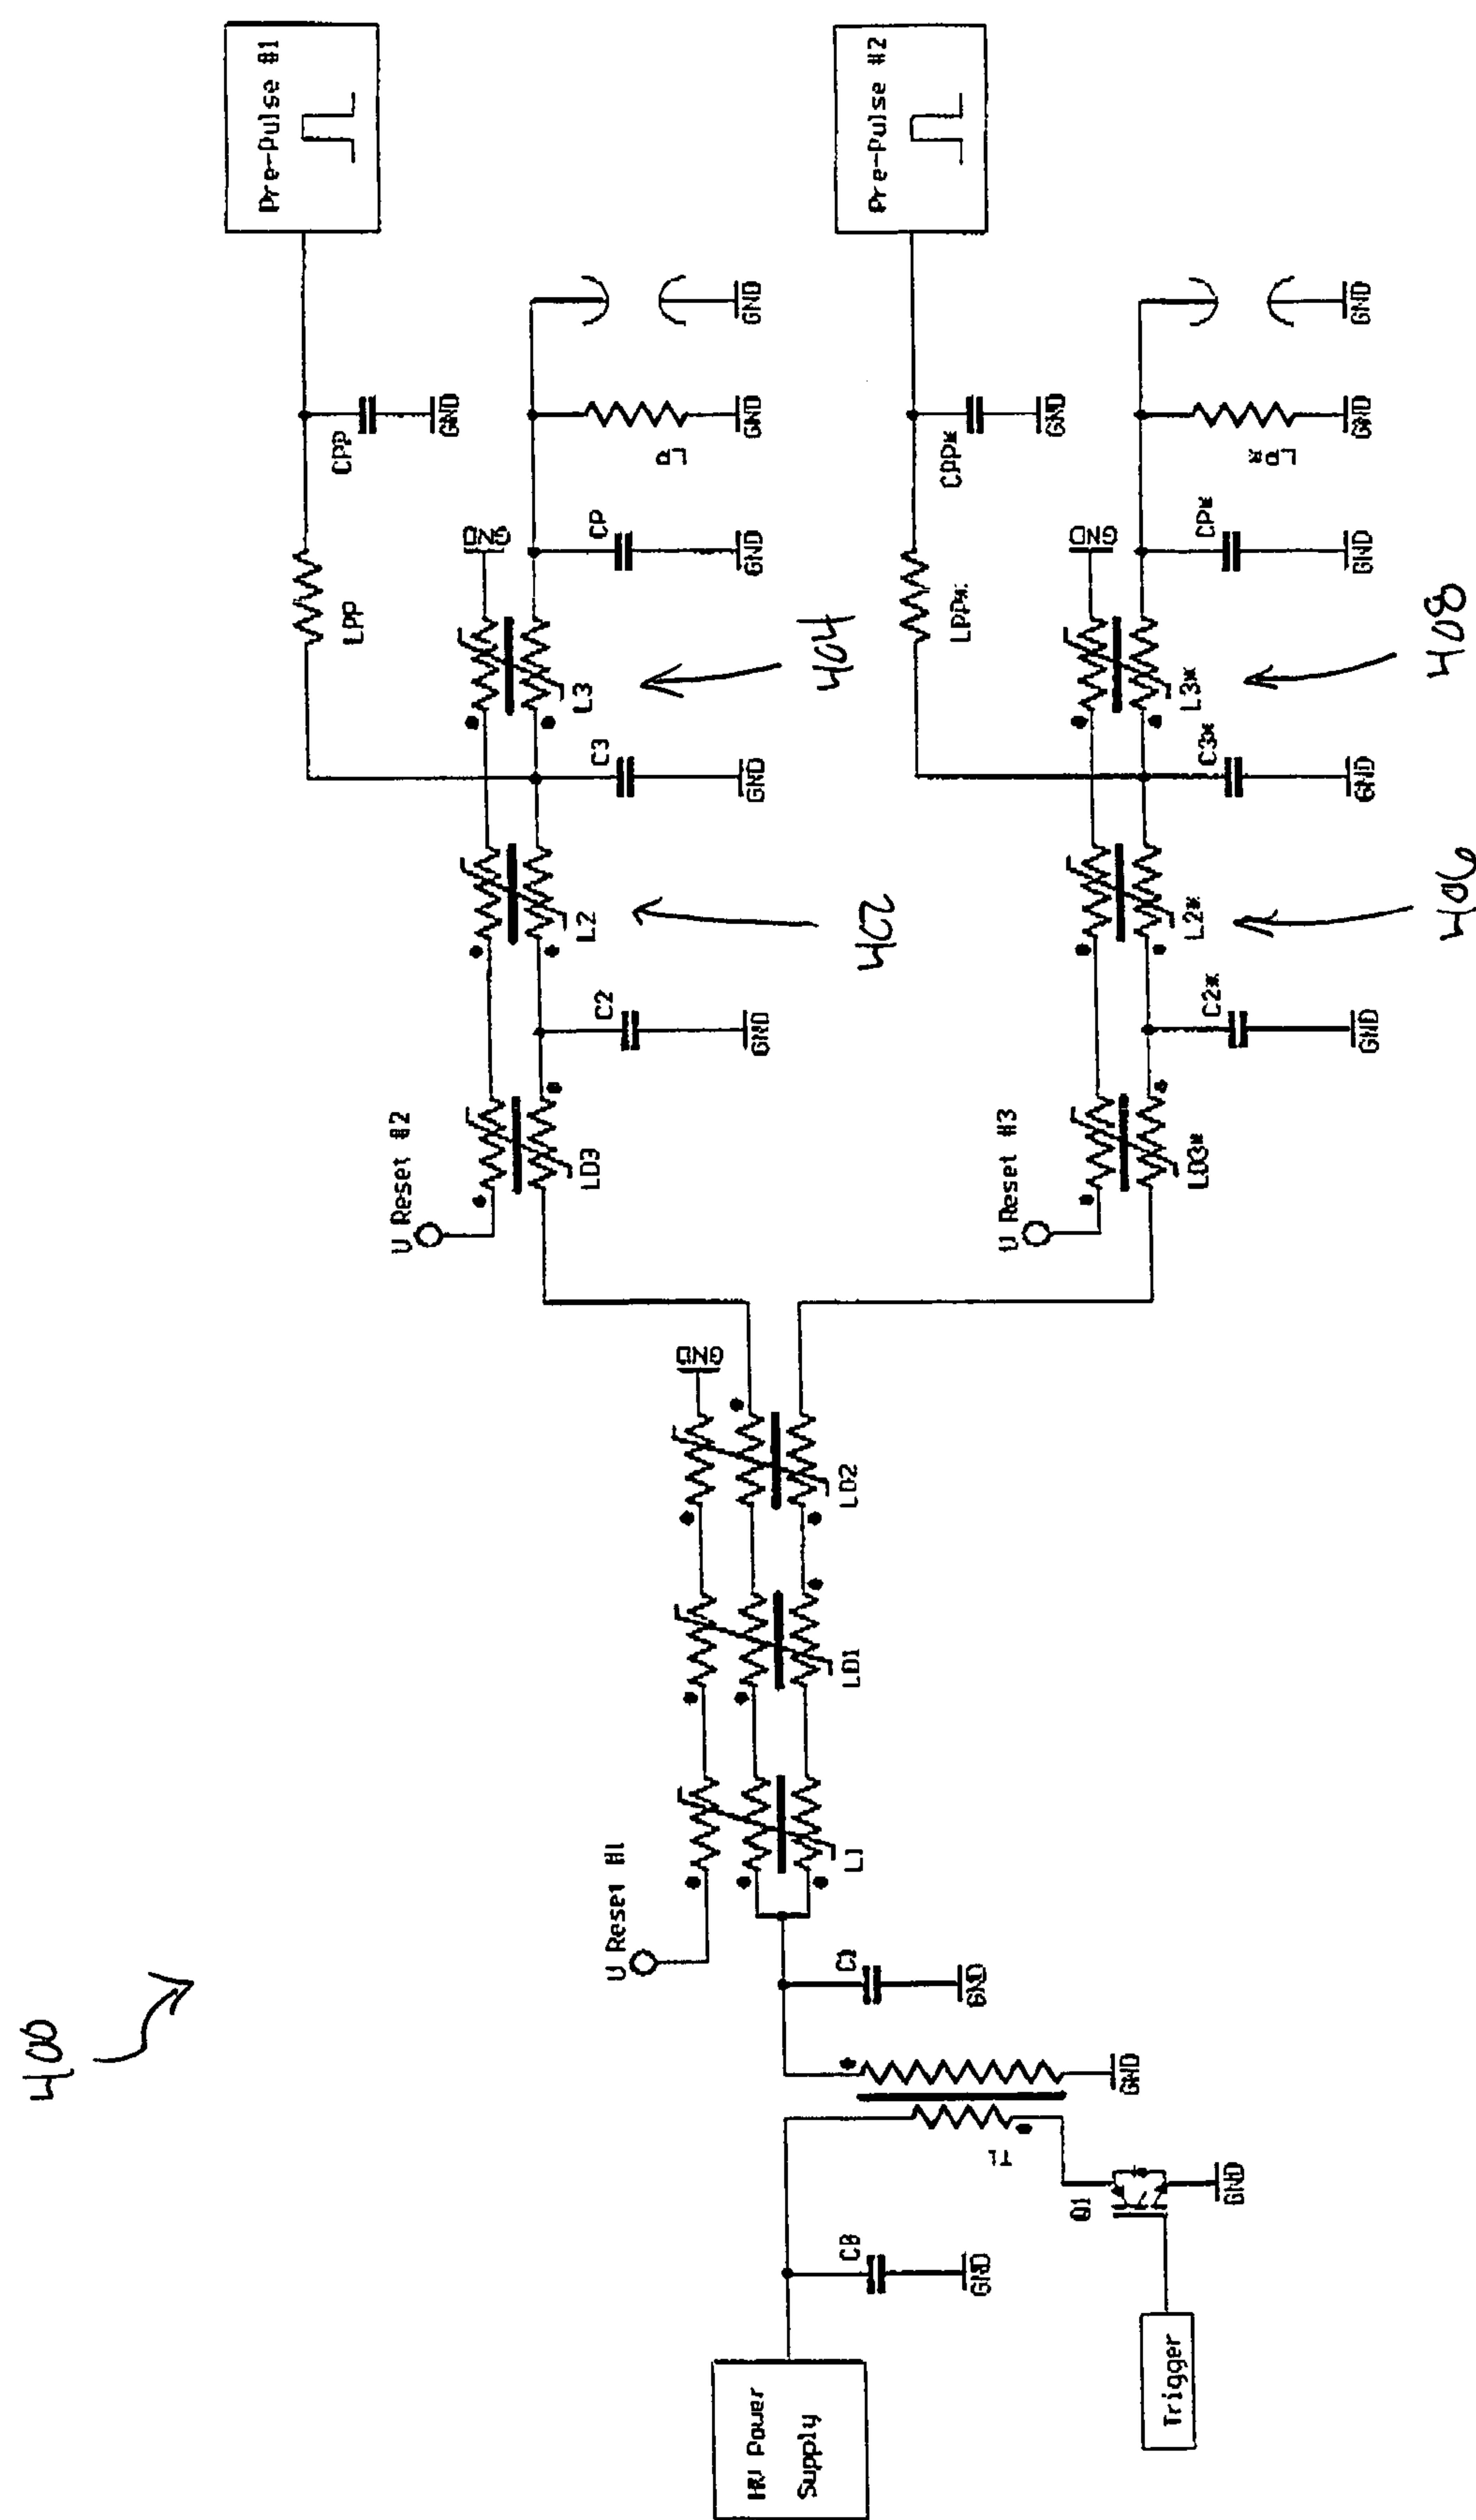 400
HV Power
Supply
Trigger
CB
GND
Q1
GND
T1
GND
C1
GND
U Reset #1
L1
LD1
LD2
GND
U Reset #2
LD3
C2
GND
L2
402
C3
GND
L3
404
GND
CP
GND
GND
GND
LPP
CPP
GND
Pre-Pulse #1
U Reset #3
LD3*
C2*
GND
L2*
406
C3*
GND
L3*
408
GND
CP*
GND
GND
GND
LPP*
CPP*
GND
Pre-Pulse #2